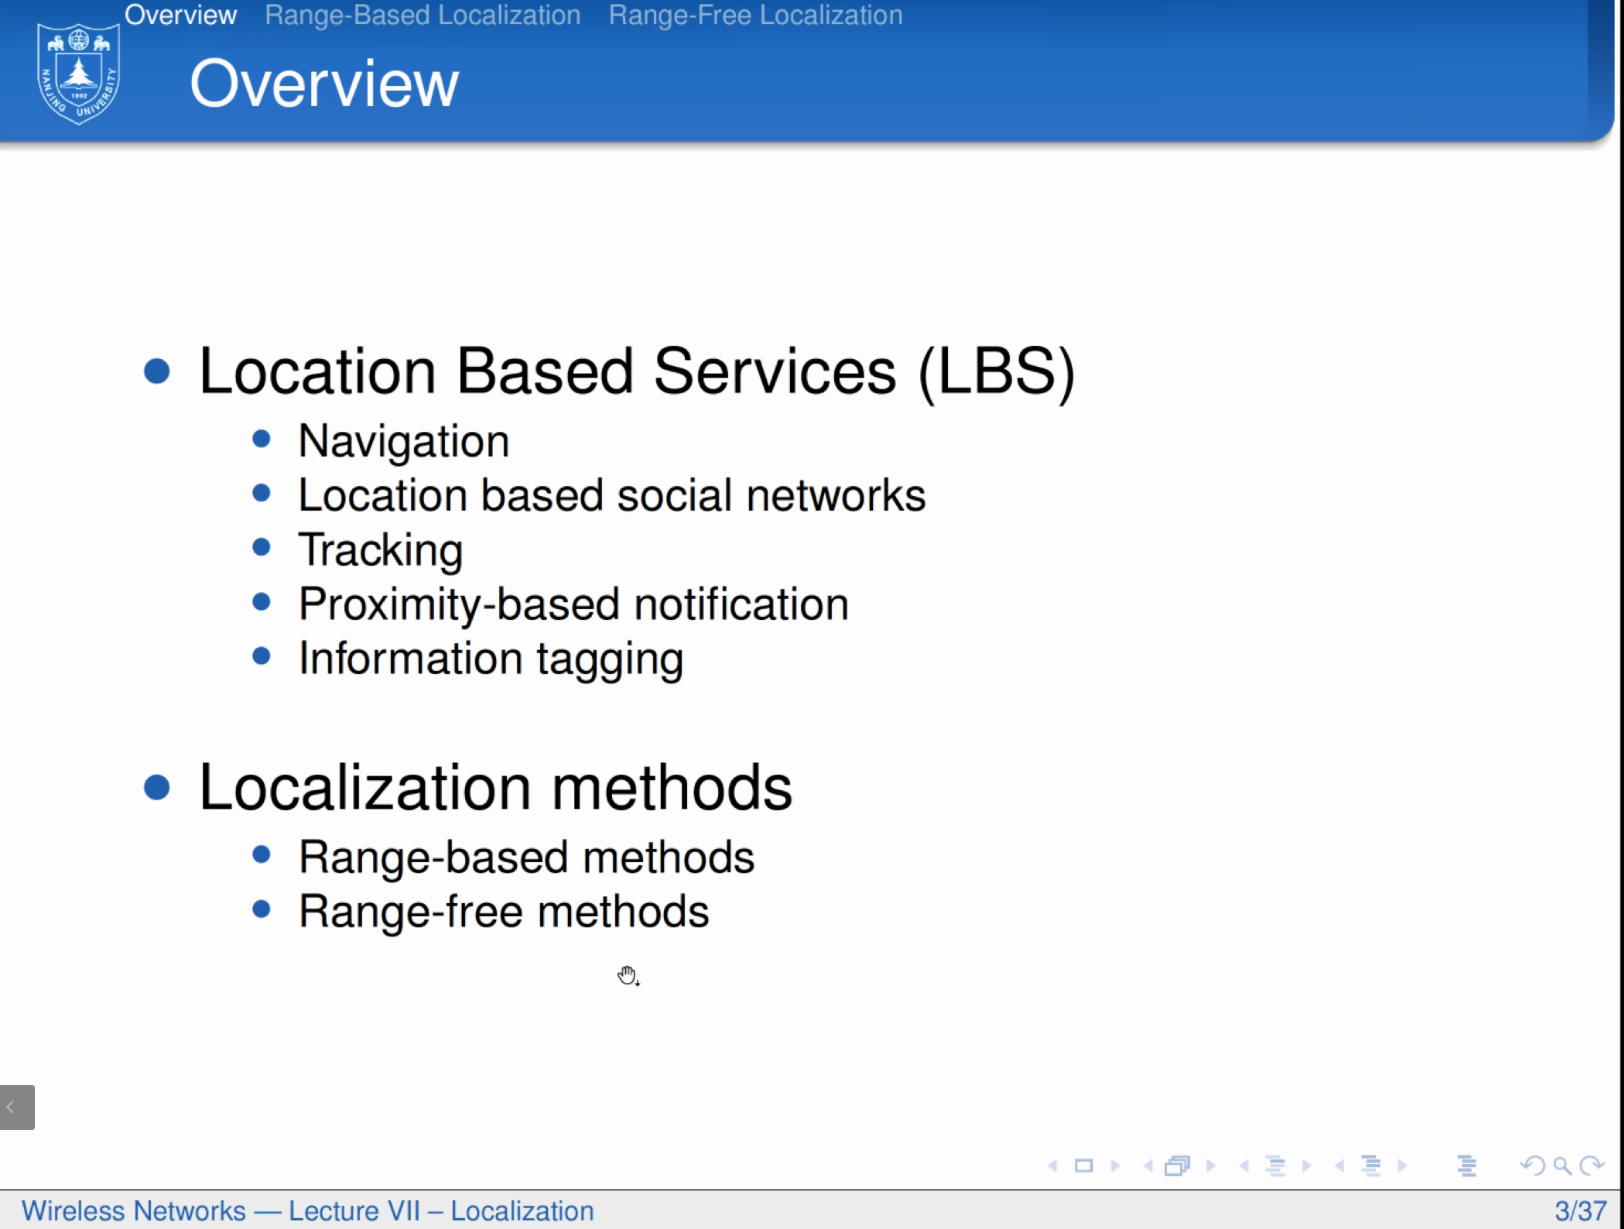 Overview Range-Based Localization Range-Free Localization
NANJING UNIVERSITY
1902
Overview
Location Based Services (LBS)
Navigation
Location based social networks
Tracking
Proximity-based notification
Information tagging
Localization methods
Range-based methods
Range-free methods
Wireless Networks — Lecture VII – Localization 3/37